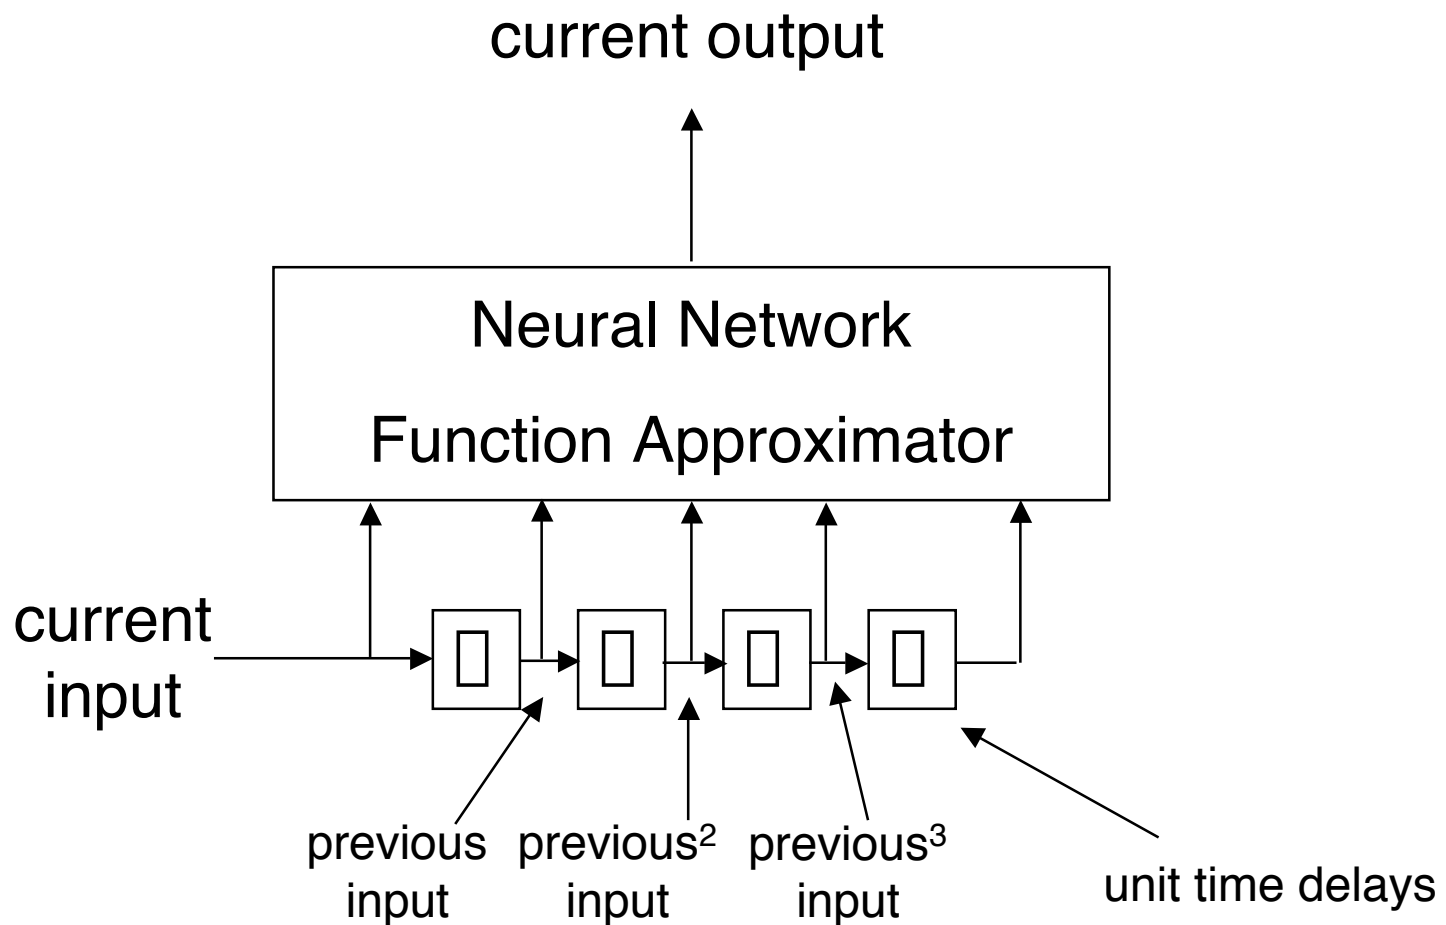 current output
Neural Network
Function Approximator
current
input
previous
input
previous²
input
previous³
input
unit time delays